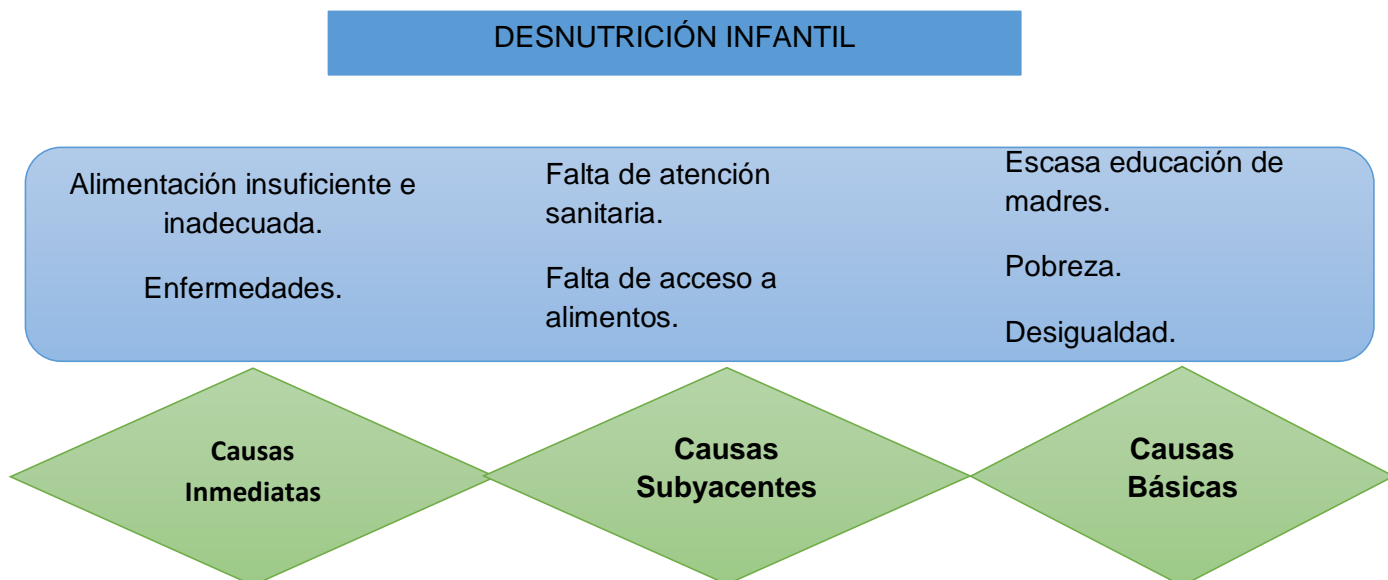 DESNUTRICIÓN INFANTIL
Alimentación insuficiente e
inadecuada.
Enfermedades.
Falta de atención
sanitaria.
Falta de acceso a
alimentos.
Escasa educación de
madres.
Pobreza.
Desigualdad.
Causas
Inmediatas
Causas
Subyacentes
Causas
Básicas